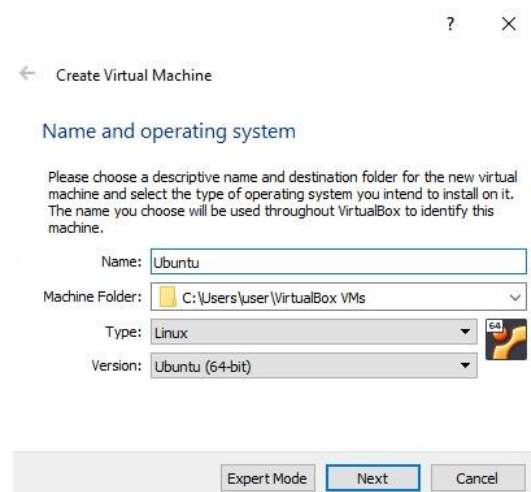 ?
Create Virtual Machine
Name and operating system
Please choose a descriptive name and destination folder for the new virtual
machine and select the type of operating system you intend to install on it.
The name you choose will be used throughout VirtualBox to identify this
machine.
Name: Ubuntu
Machine Folder: C:\Users\user\VirtualBox VMs
Type: Linux
64
Version: Ubuntu (64-bit)
Expert Mode Next Cancel